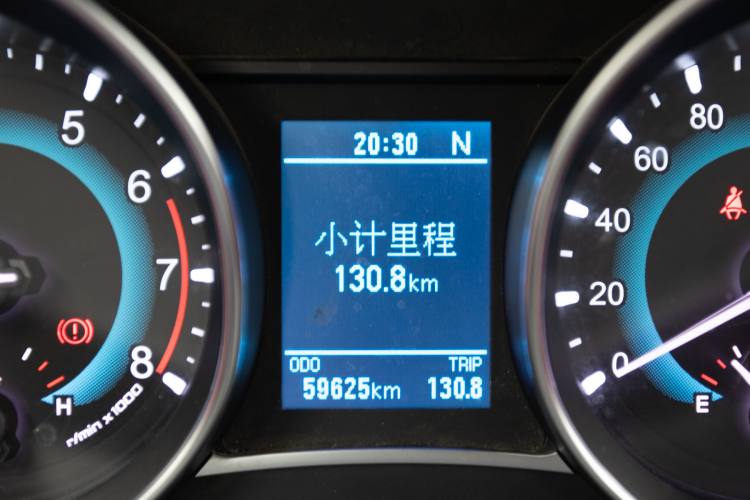 5
6
7
8
H
r/min x 1000
20:30 N
小计里程
130.8km
ODO TRIP
59625km 130.8
80
60
40
20
0
E